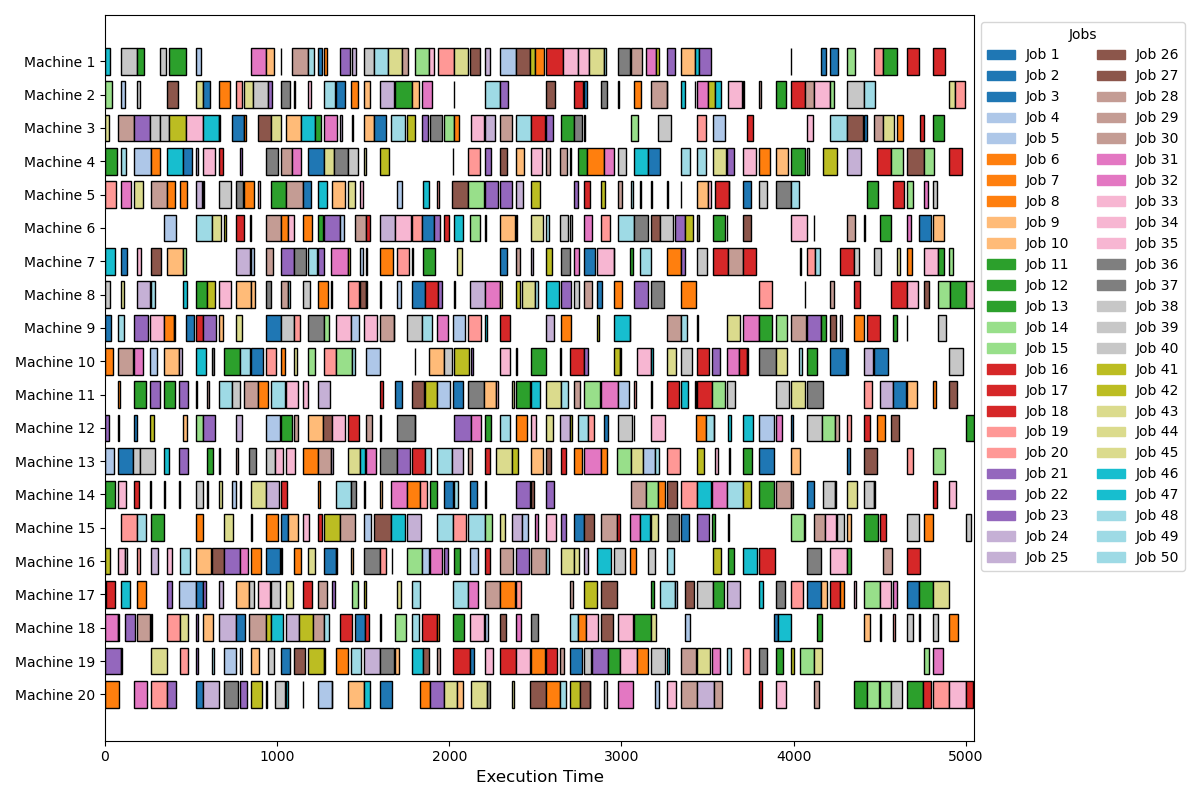 Machine 1
Machine 2
Machine 3
Machine 4
Machine 5
Machine 6
Machine 7
Machine 8
Machine 9
Machine 10
Machine 11
Machine 12
Machine 13
Machine 14
Machine 15
Machine 16
Machine 17
Machine 18
Machine 19
Machine 20
0 1000 2000 3000 4000 5000
Execution Time
Jobs
Job 1 Job 26
Job 2 Job 27
Job 3 Job 28
Job 4 Job 29
Job 5 Job 30
Job 6 Job 31
Job 7 Job 32
Job 8 Job 33
Job 9 Job 34
Job 10 Job 35
Job 11 Job 36
Job 12 Job 37
Job 13 Job 38
Job 14 Job 39
Job 15 Job 40
Job 16 Job 41
Job 17 Job 42
Job 18 Job 43
Job 19 Job 44
Job 20 Job 45
Job 21 Job 46
Job 22 Job 47
Job 23 Job 48
Job 24 Job 49
Job 25 Job 50